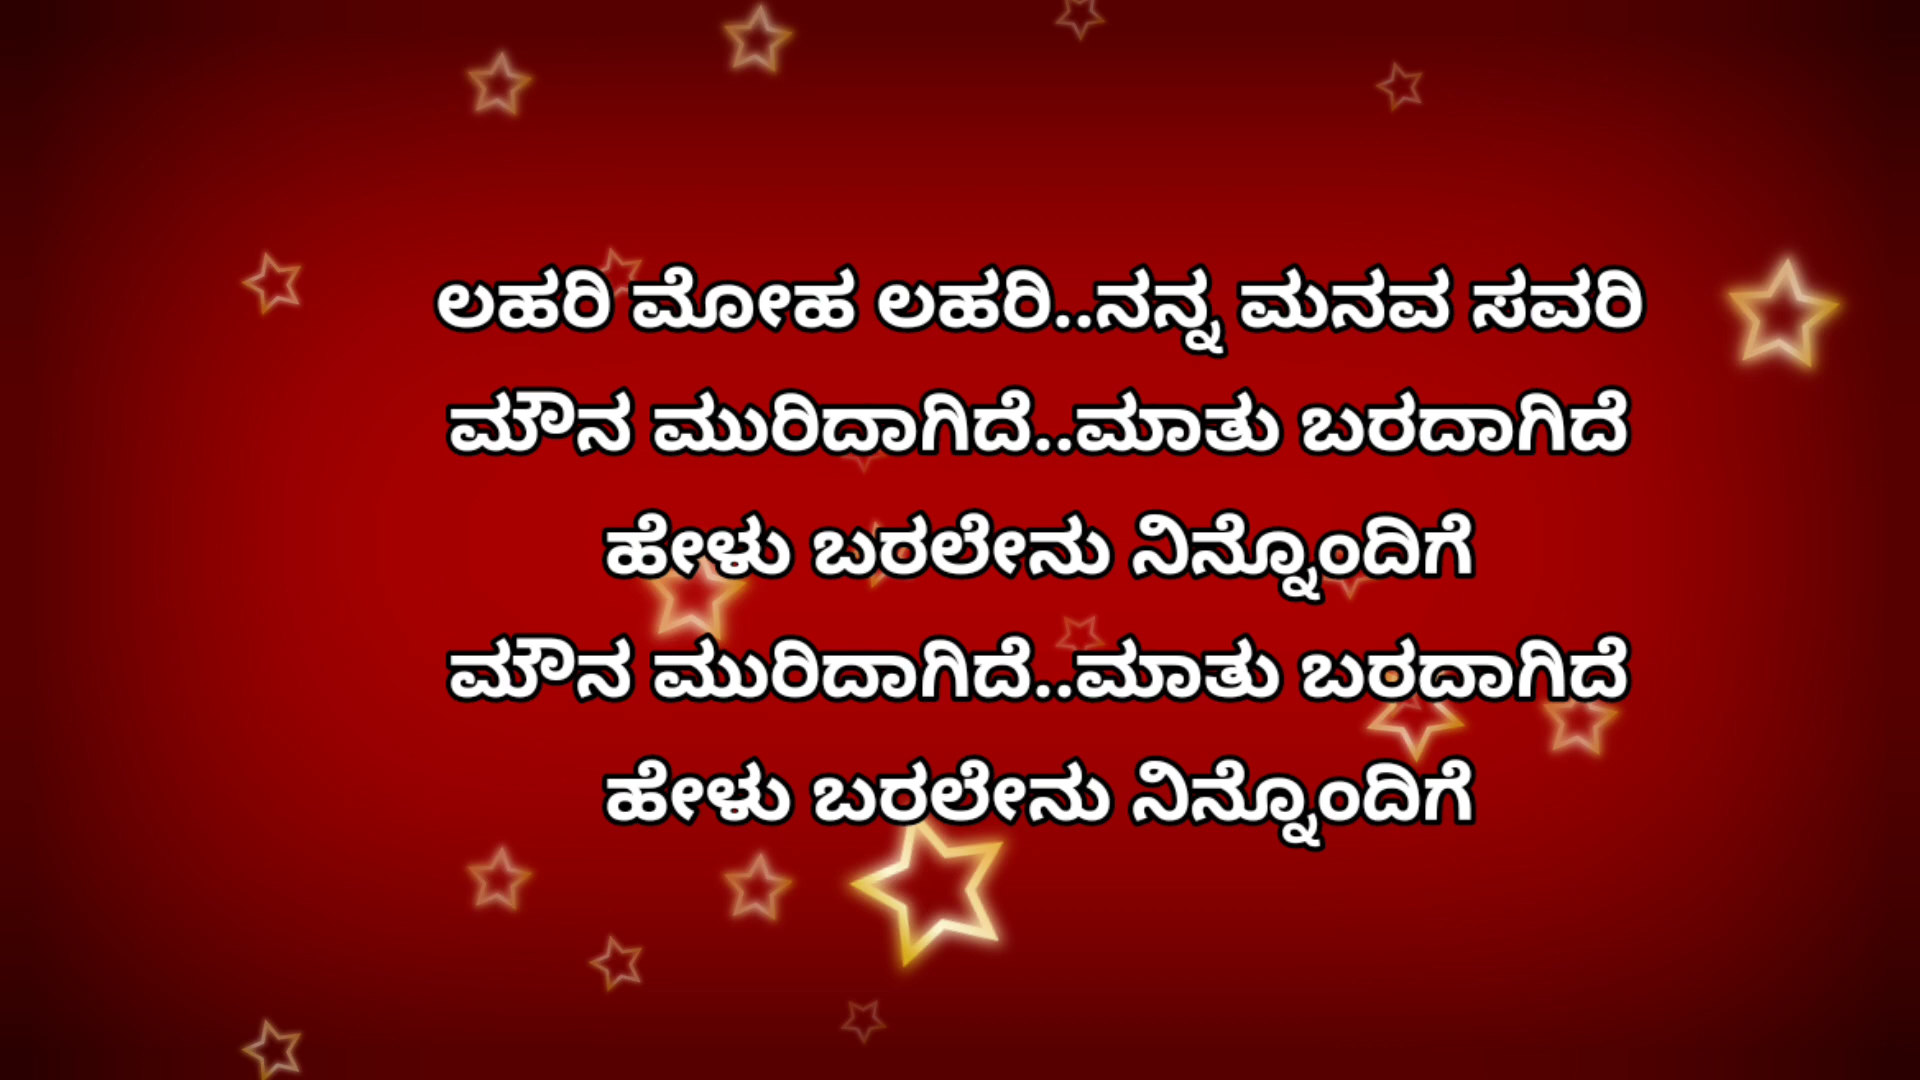 ಲಹರಿ ಮೋಹ ಲಹರಿ..ನನ್ನ ಮನವ ಸವರಿ
ಮೌನ ಮುರಿದಾಗಿದೆ..ಮಾತು ಬರದಾಗಿದೆ
ಹೇಳು ಬರಲೇನು ನಿನ್ನೊಂದಿಗೆ
ಮೌನ ಮುರಿದಾಗಿದೆ..ಮಾತು ಬರದಾಗಿದೆ
ಹೇಳು ಬರಲೇನು ನಿನ್ನೊಂದಿಗೆ